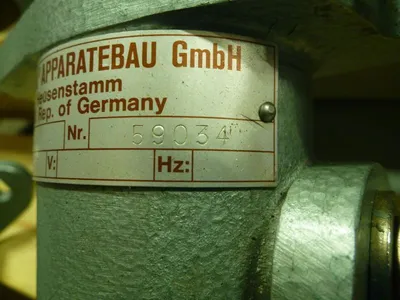 APPARATEBAU GmbH
Heusenstamm
Rep. of Germany
Nr. 59034
V: Hz: